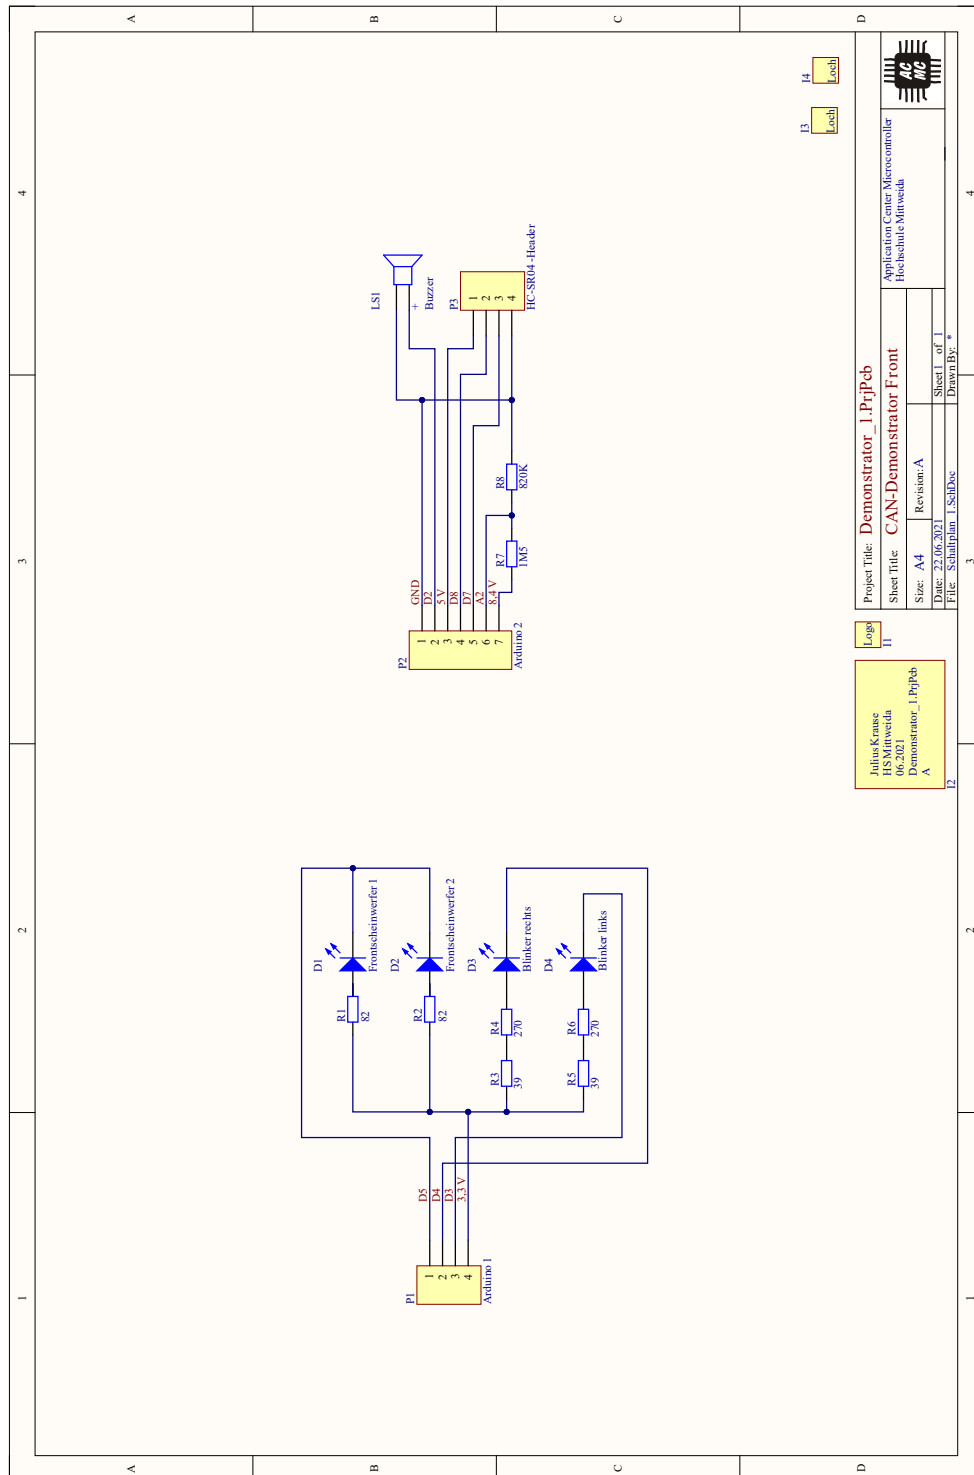 1
2
3
4
A
A
B
B
C
C
D
D
1
2
3
4
P1
1
2
3
4
Arduino 1
D5
D4
D3
3,3 V
R1
82
D1
Frontscheinwerfer 1
R2
82
D2
Frontscheinwerfer 2
R3
39
R4
270
D3
Blinker rechts
R5
39
R6
270
D4
Blinker links
P2
1
2
3
4
5
6
7
Arduino 2
GND
D2
5 V
D8
D7
A2
8,4 V
R7
1M5
R8
820K
LS1
+
Buzzer
P3
1
2
3
4
HC-SR04 -Header
I3
Loch
I4
Loch
Julius Krause
HS Mittweida
06.2021
Demonstrator_1.PrjPcb
A
I2
Logo
I1
Project Title: Demonstrator_1.PrjPcb
Sheet Title: CAN-Demonstrator Front
Size: A4
Revision: A
Date: 22.06.2021
Sheet 1 of 1
File: Schaltplan_1.SchDoc
Drawn By: *
Application Center Microcontroller
Hochschule Mittweida
AC
MC